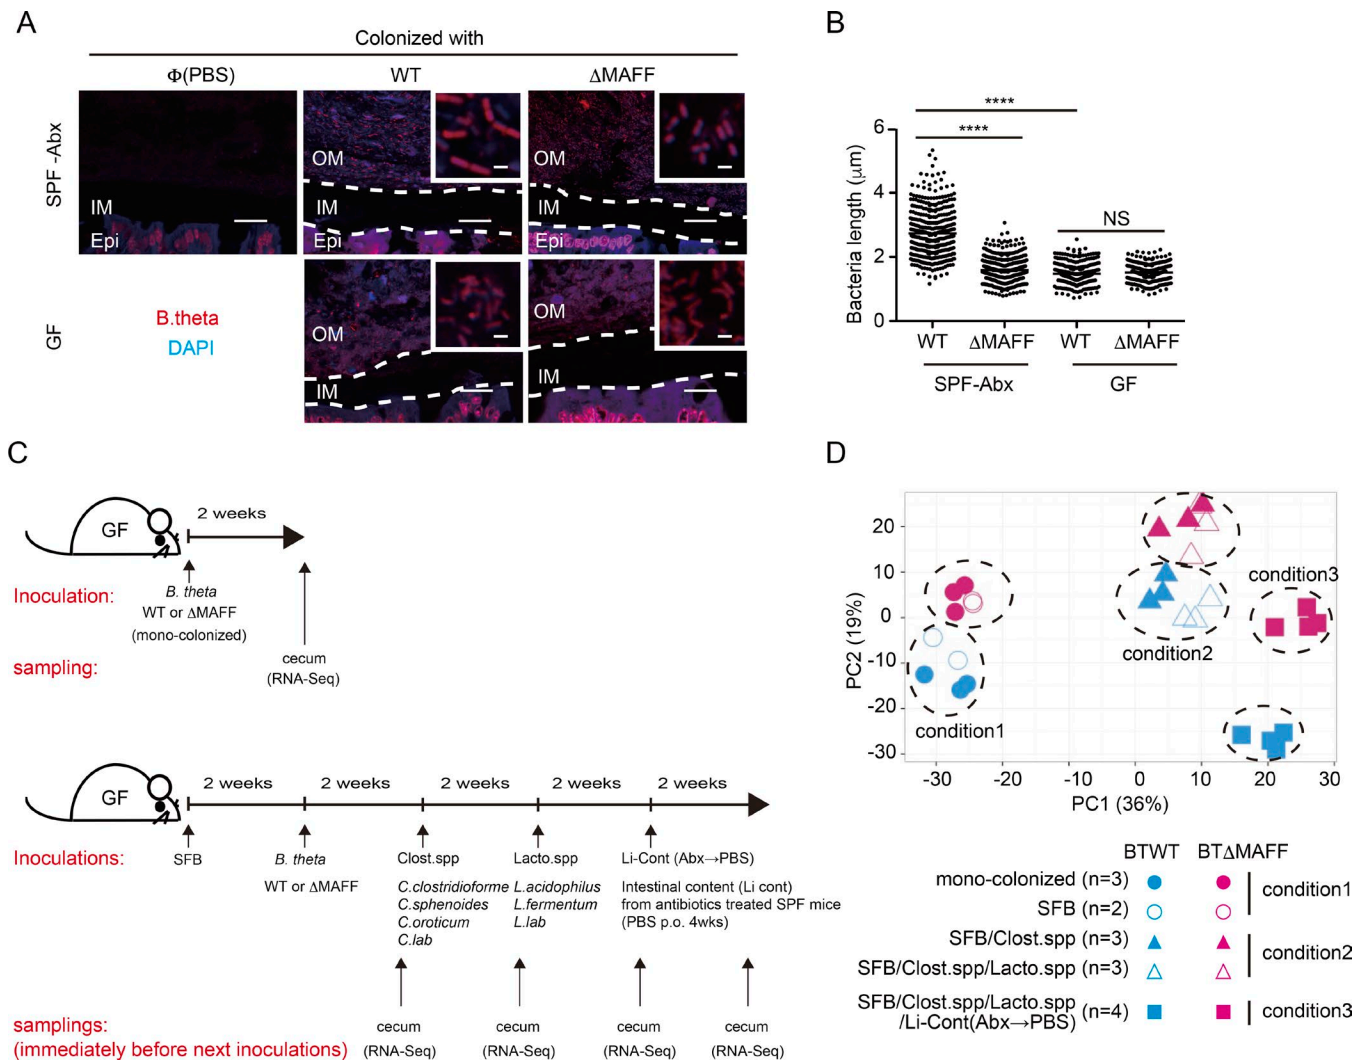 A
Colonized with
Φ(PBS)
WT
ΔMAFF
SPF -Abx
IM
Epi
OM
IM
Epi
OM
IM
Epi
GF
B.theta
DAPI
OM
IM
OM
IM
B
Bacteria length (μm)
6
4
2
0
****
****
NS
WT
ΔMAFF
WT
ΔMAFF
SPF-Abx
GF
C
GF
2 weeks
Inoculation:
B. theta
WT or ΔMAFF
(mono-colonized)
sampling:
cecum
(RNA-Seq)
GF
2 weeks
2 weeks
2 weeks
2 weeks
2 weeks
Inoculations:
SFB
B. theta
WT or ΔMAFF
Clost.spp
C.clostridioforme
C.sphenoides
C.oroticum
C.lab
Lacto.spp
L.acidophilus
L.fermentum
L.lab
Li-Cont (Abx→PBS)
Intestinal content (Li cont)
from antibiotics treated SPF mice
(PBS p.o. 4wks)
samplings:
(immediately before next inoculations)
cecum
(RNA-Seq)
cecum
(RNA-Seq)
cecum
(RNA-Seq)
cecum
(RNA-Seq)
D
PC2 (19%)
20
10
0
-10
-20
-30
condition3
condition2
condition1
-30
-20
-10
0
10
20
30
PC1 (36%)
BTWT
BTΔMAFF
mono-colonized (n=3)
SFB (n=2)
condition1
SFB/Clost.spp (n=3)
SFB/Clost.spp/Lacto.spp (n=3)
condition2
SFB/Clost.spp/Lacto.spp
/Li-Cont(Abx→PBS)
(n=4)
condition3